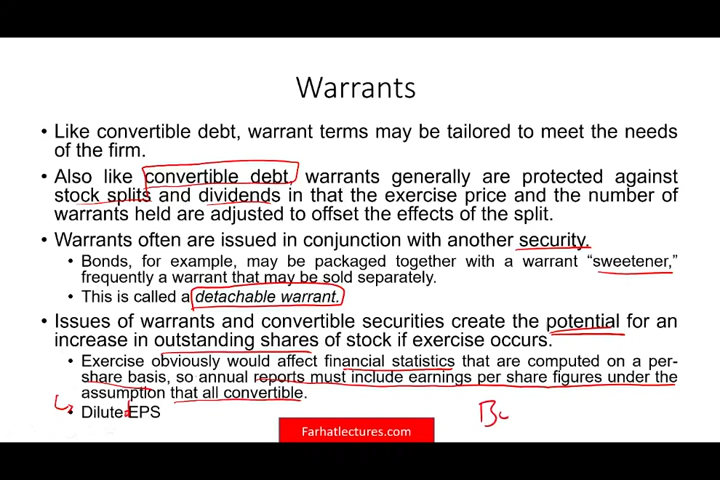 Warrants
• Like convertible debt, warrant terms may be tailored to meet the needs
of the firm.
• Also like convertible debt, warrants generally are protected against
stock splits and dividends in that the exercise price and the number of
warrants held are adjusted to offset the effects of the split.
• Warrants often are issued in conjunction with another security.
• Bonds, for example, may be packaged together with a warrant “sweetener,”
frequently a warrant that may be sold separately.
• This is called a detachable warrant.
• Issues of warrants and convertible securities create the potential for an
increase in outstanding shares of stock if exercise occurs.
• Exercise obviously would affect financial statistics that are computed on a per-
share basis, so annual reports must include earnings per share figures under the
assumption that all convertible.
• Dilute d EPS
Farhatlectures.com